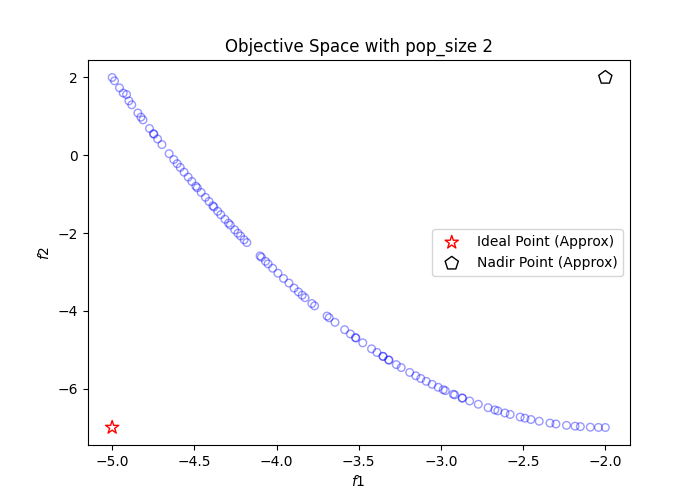 Objective Space with pop_size 2
2
0
−2
−4
−6
f2
Ideal Point (Approx)
Nadir Point (Approx)
−5.0 −4.5 −4.0 −3.5 −3.0 −2.5 −2.0
f1